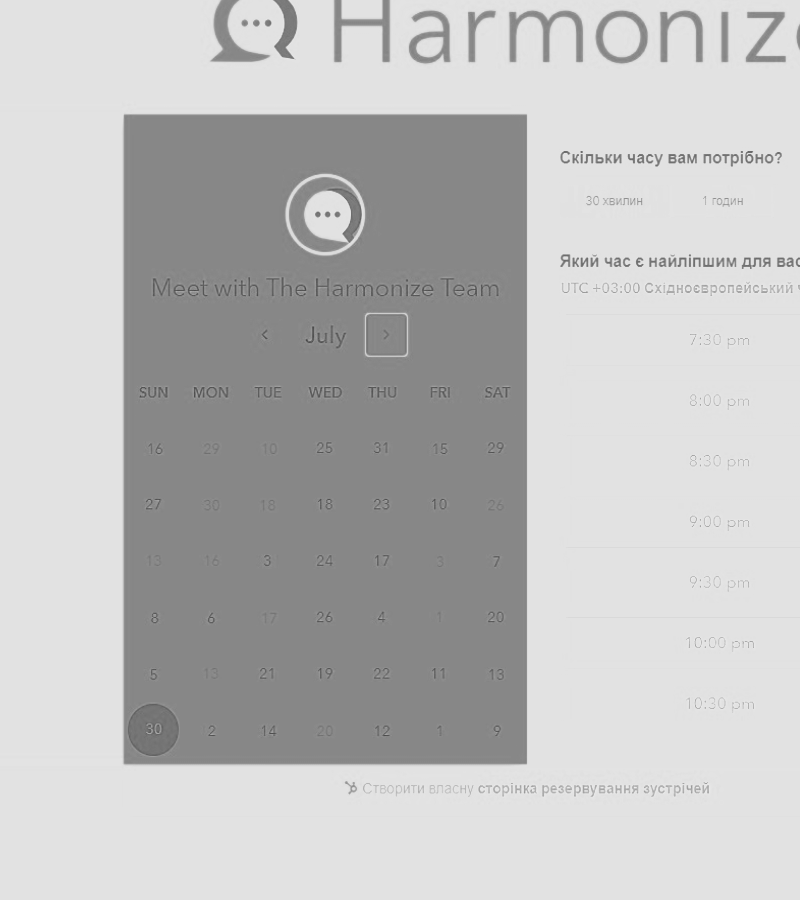 Harmoniz
Meet with The Harmonize Team
July
SUN MON TUE WED THU FRI SAT
16 29 10 25 31 15 29
27 30 18 18 23 10 26
13 16 3 24 17 3 7
8 6 17 26 4 1 20
5 13 21 19 22 11 13
30 2 14 20 12 1 9
Скільки часу вам потрібно?
30 хвилин 1 годин
Який час є найліпшим для вас
UTC +03:00 Східноєвропейський ч
7:30 pm
8:00 pm
8:30 pm
9:00 pm
9:30 pm
10:00 pm
10:30 pm
Створити власну сторінка резервування зустрічей